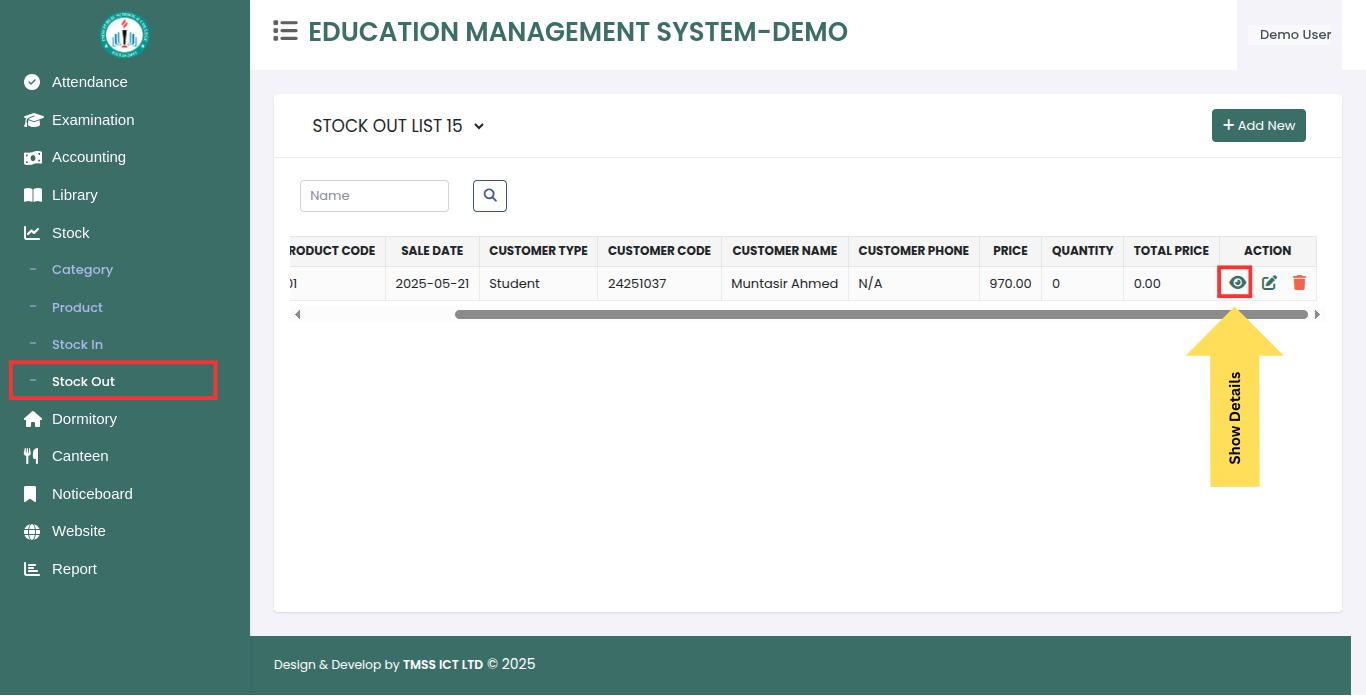 EDUCATION MANAGEMENT SYSTEM-DEMO
Demo User
Attendance
Examination
Accounting
Library
Stock
Category
Product
Stock In
Stock Out
Dormitory
Canteen
Noticeboard
Website
Report
STOCK OUT LIST 15
+ Add New
Name
RODUCT CODE SALE DATE CUSTOMER TYPE CUSTOMER CODE CUSTOMER NAME CUSTOMER PHONE PRICE QUANTITY TOTAL PRICE ACTION
01 2025-05-21 Student 24251037 Muntasir Ahmed N/A 970.00 0 0.00
Show Details
Design & Develop by TMSS ICT LTD © 2025